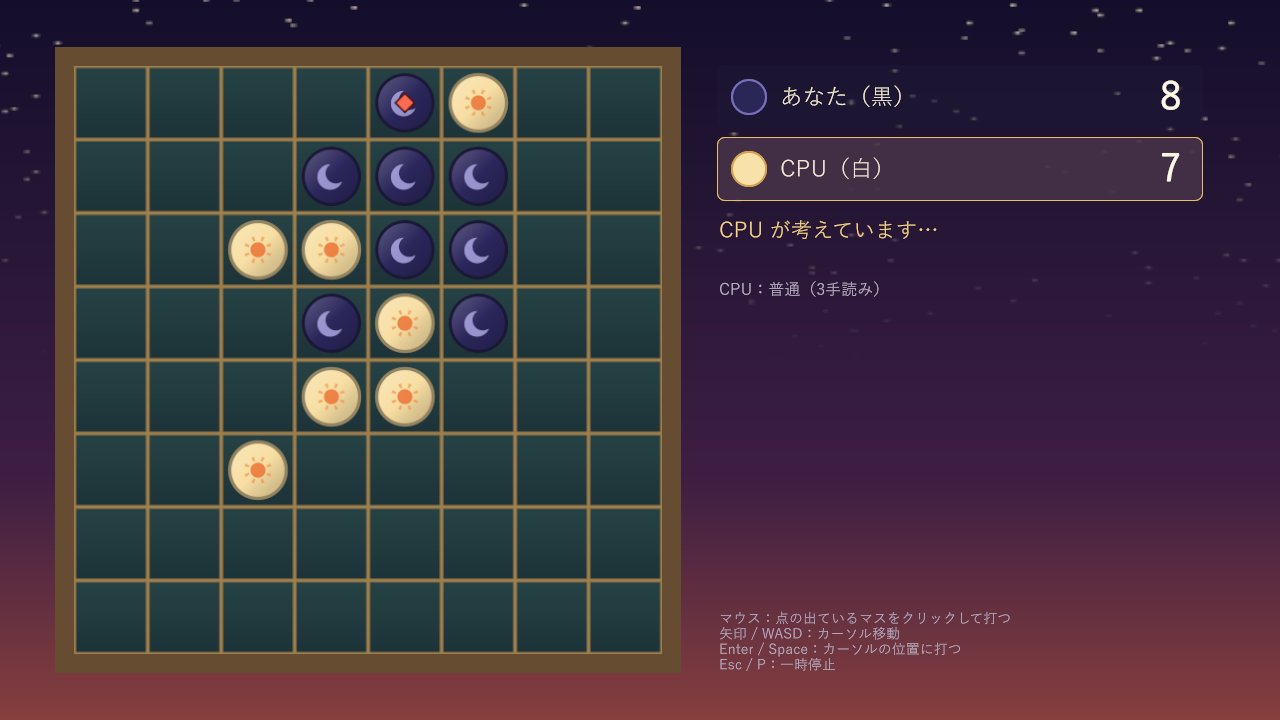 あなた（黒）
8
CPU（白）
7
CPU が考えています…
CPU：普通（3手読み）
マウス：点の出ているマスをクリックして打つ
矢印 / WASD：カーソル移動
Enter / Space：カーソルの位置に打つ
Esc / P：一時停止